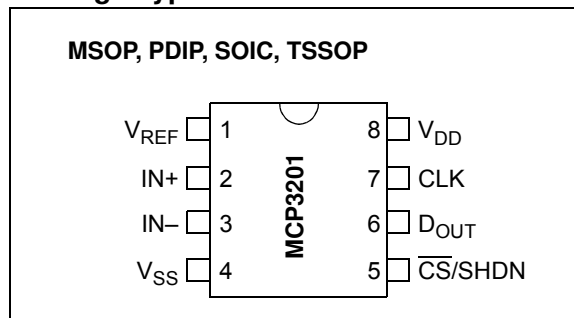 MSOP, PDIP, SOIC, TSSOP
VREF 1 8 VDD
IN+ 2 7 CLK
IN– 3 6 DOUT
VSS 4 5 CS/SHDN
MCP3201